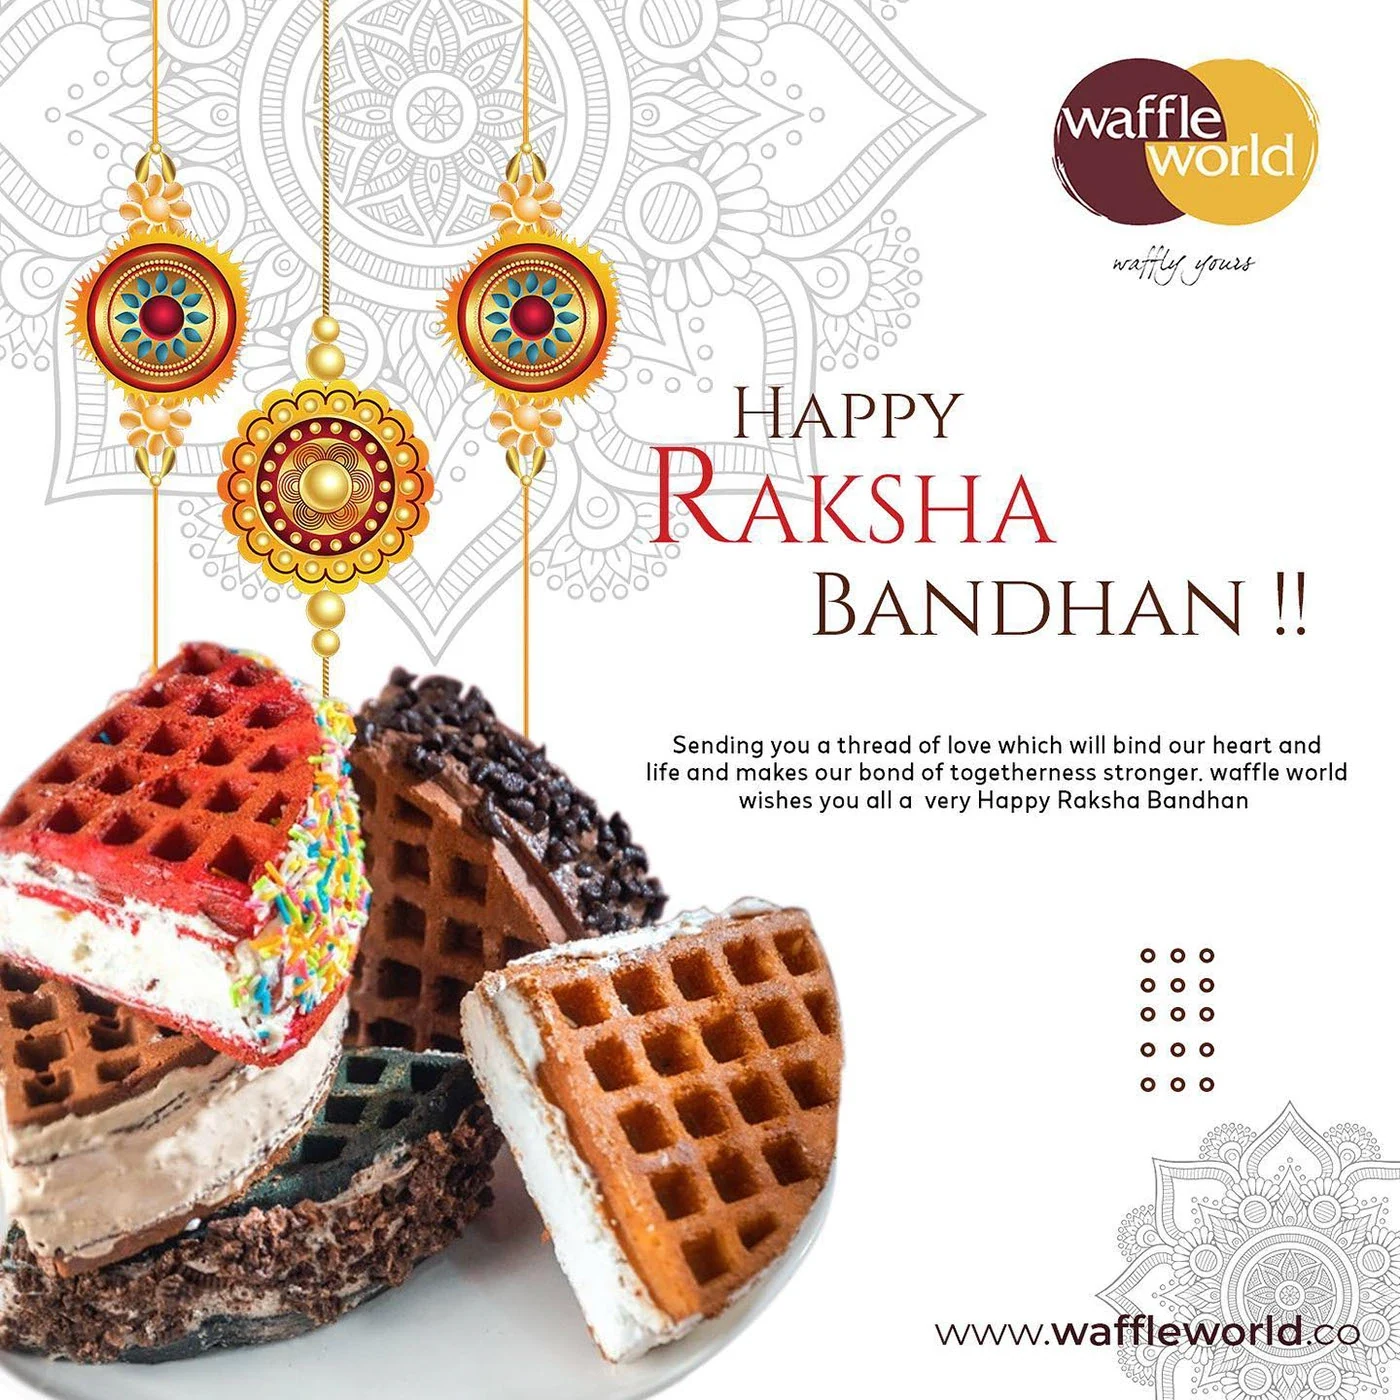 waffle
world
waffly yours
HAPPY
RAKSHA
BANDHAN !!
Sending you a thread of love which will bind our heart and
life and makes our bond of togetherness stronger. waffle world
wishes you all a very Happy Raksha Bandhan
www.waffleworld.co